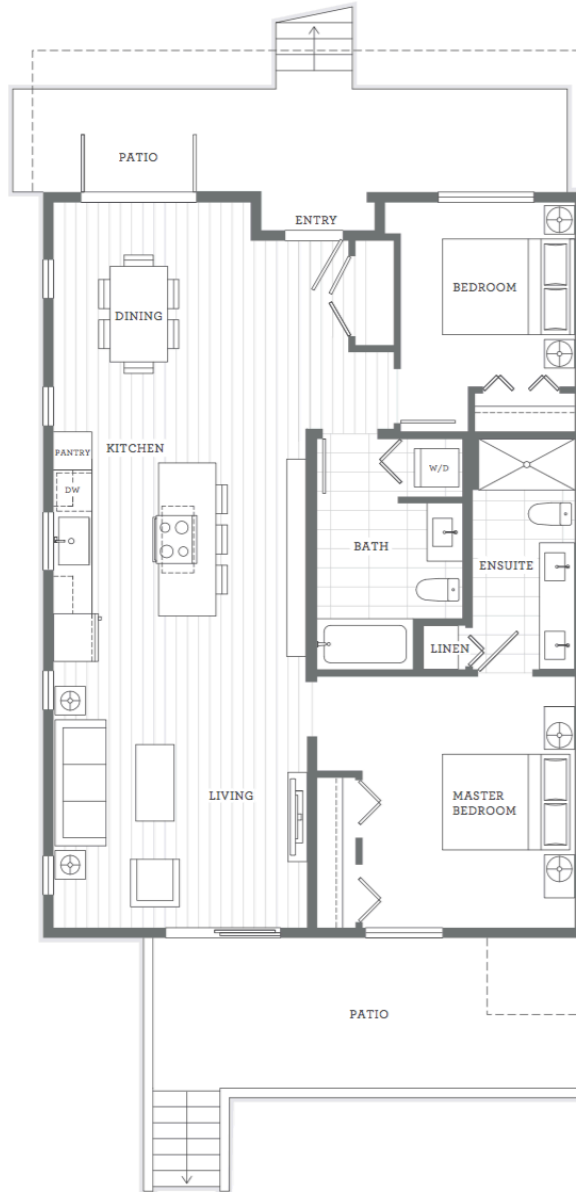 PATIO
ENTRY
BEDROOM
DINING
KITCHEN
PANTRY
DW
W/D
BATH
ENSUITE
LINEN
LIVING
MASTER
BEDROOM
PATIO